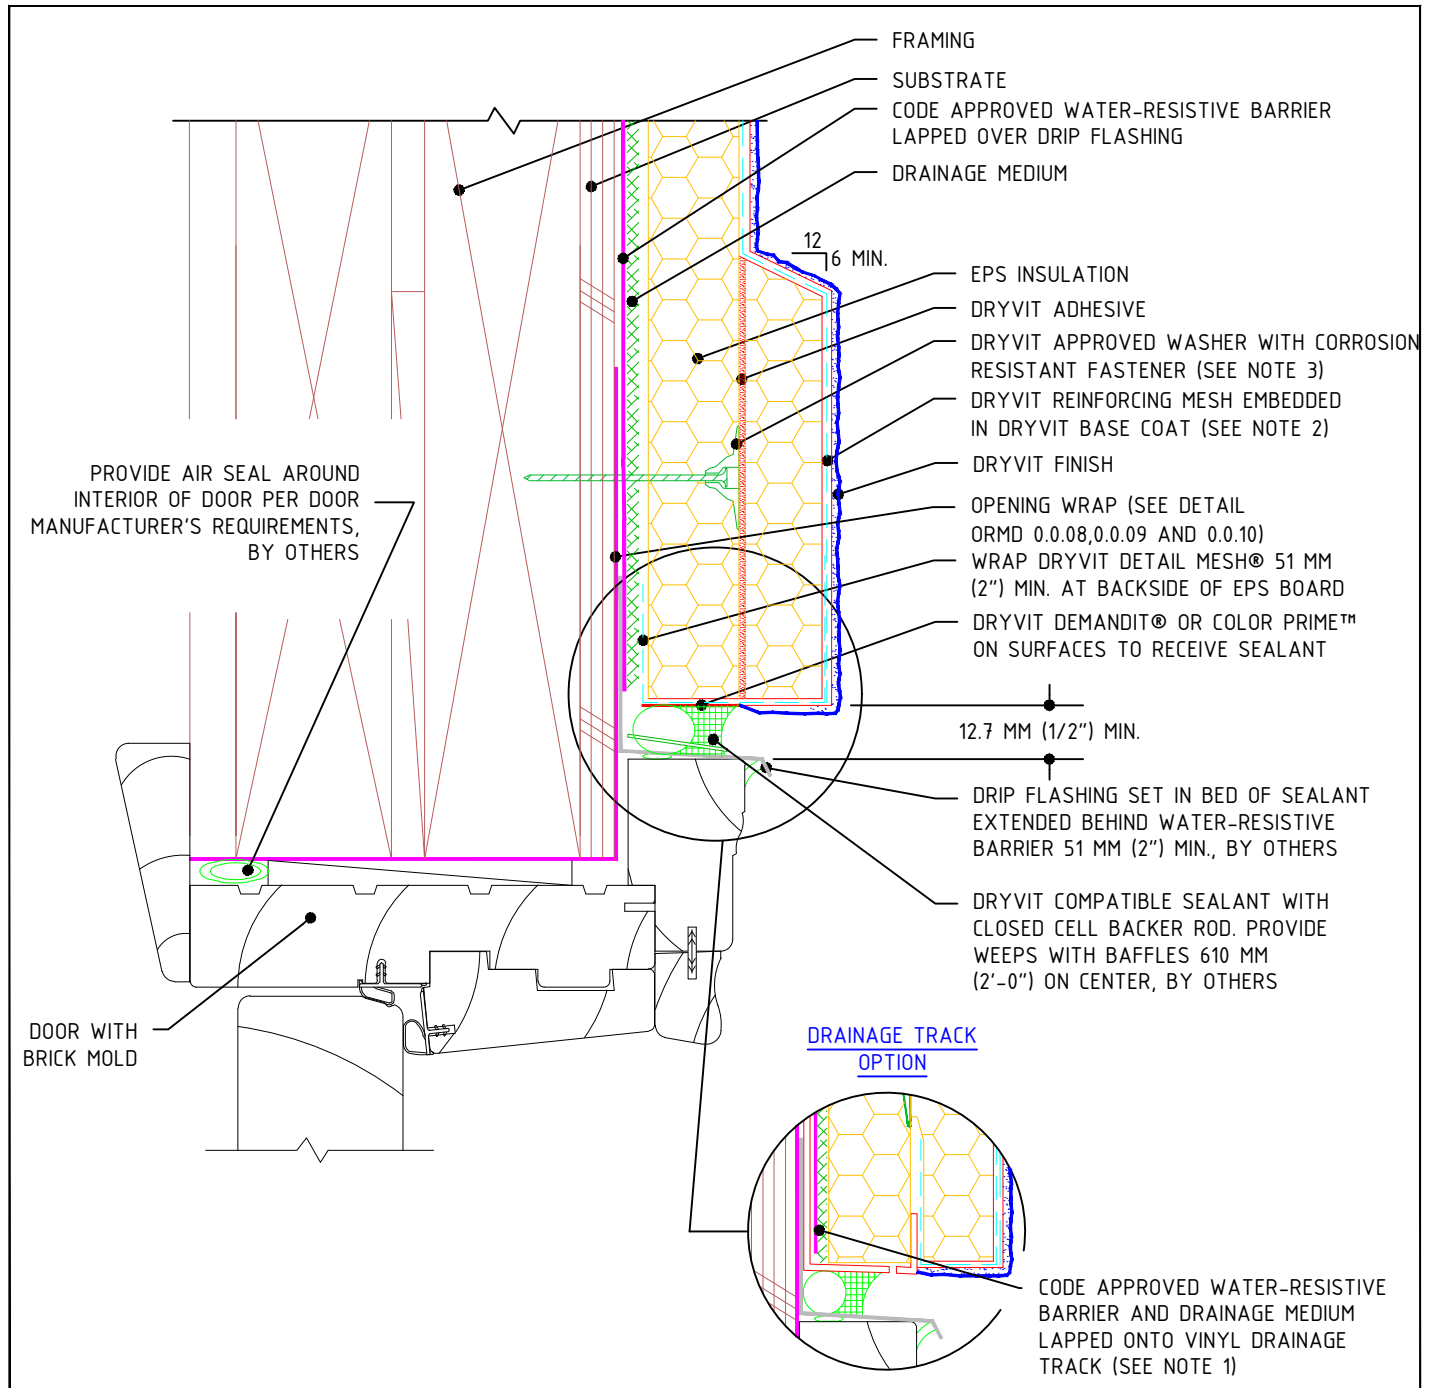 FRAMING
SUBSTRATE
CODE APPROVED WATER-RESISTIVE BARRIER
LAPPED OVER DRIP FLASHING
DRAINAGE MEDIUM
12
6 MIN.
EPS INSULATION
DRYVIT ADHESIVE
DRYVIT APPROVED WASHER WITH CORROSION
RESISTANT FASTENER (SEE NOTE 3)
DRYVIT REINFORCING MESH EMBEDDED
IN DRYVIT BASE COAT (SEE NOTE 2)
DRYVIT FINISH
PROVIDE AIR SEAL AROUND
INTERIOR OF DOOR PER DOOR
MANUFACTURER'S REQUIREMENTS,
BY OTHERS
OPENING WRAP (SEE DETAIL
ORMD 0.0.08,0.0.09 AND 0.0.10)
WRAP DRYVIT DETAIL MESH® 51 MM
(2") MIN. AT BACKSIDE OF EPS BOARD
DRYVIT DEMANDIT® OR COLOR PRIME™
ON SURFACES TO RECEIVE SEALANT
12.7 MM (1/2") MIN.
DRIP FLASHING SET IN BED OF SEALANT
EXTENDED BEHIND WATER-RESISTIVE
BARRIER 51 MM (2") MIN., BY OTHERS
DRYVIT COMPATIBLE SEALANT WITH
CLOSED CELL BACKER ROD. PROVIDE
WEEPS WITH BAFFLES 610 MM
(2'-0") ON CENTER, BY OTHERS
DOOR WITH
BRICK MOLD
DRAINAGE TRACK
OPTION
CODE APPROVED WATER-RESISTIVE
BARRIER AND DRAINAGE MEDIUM
LAPPED ONTO VINYL DRAINAGE
TRACK (SEE NOTE 1)